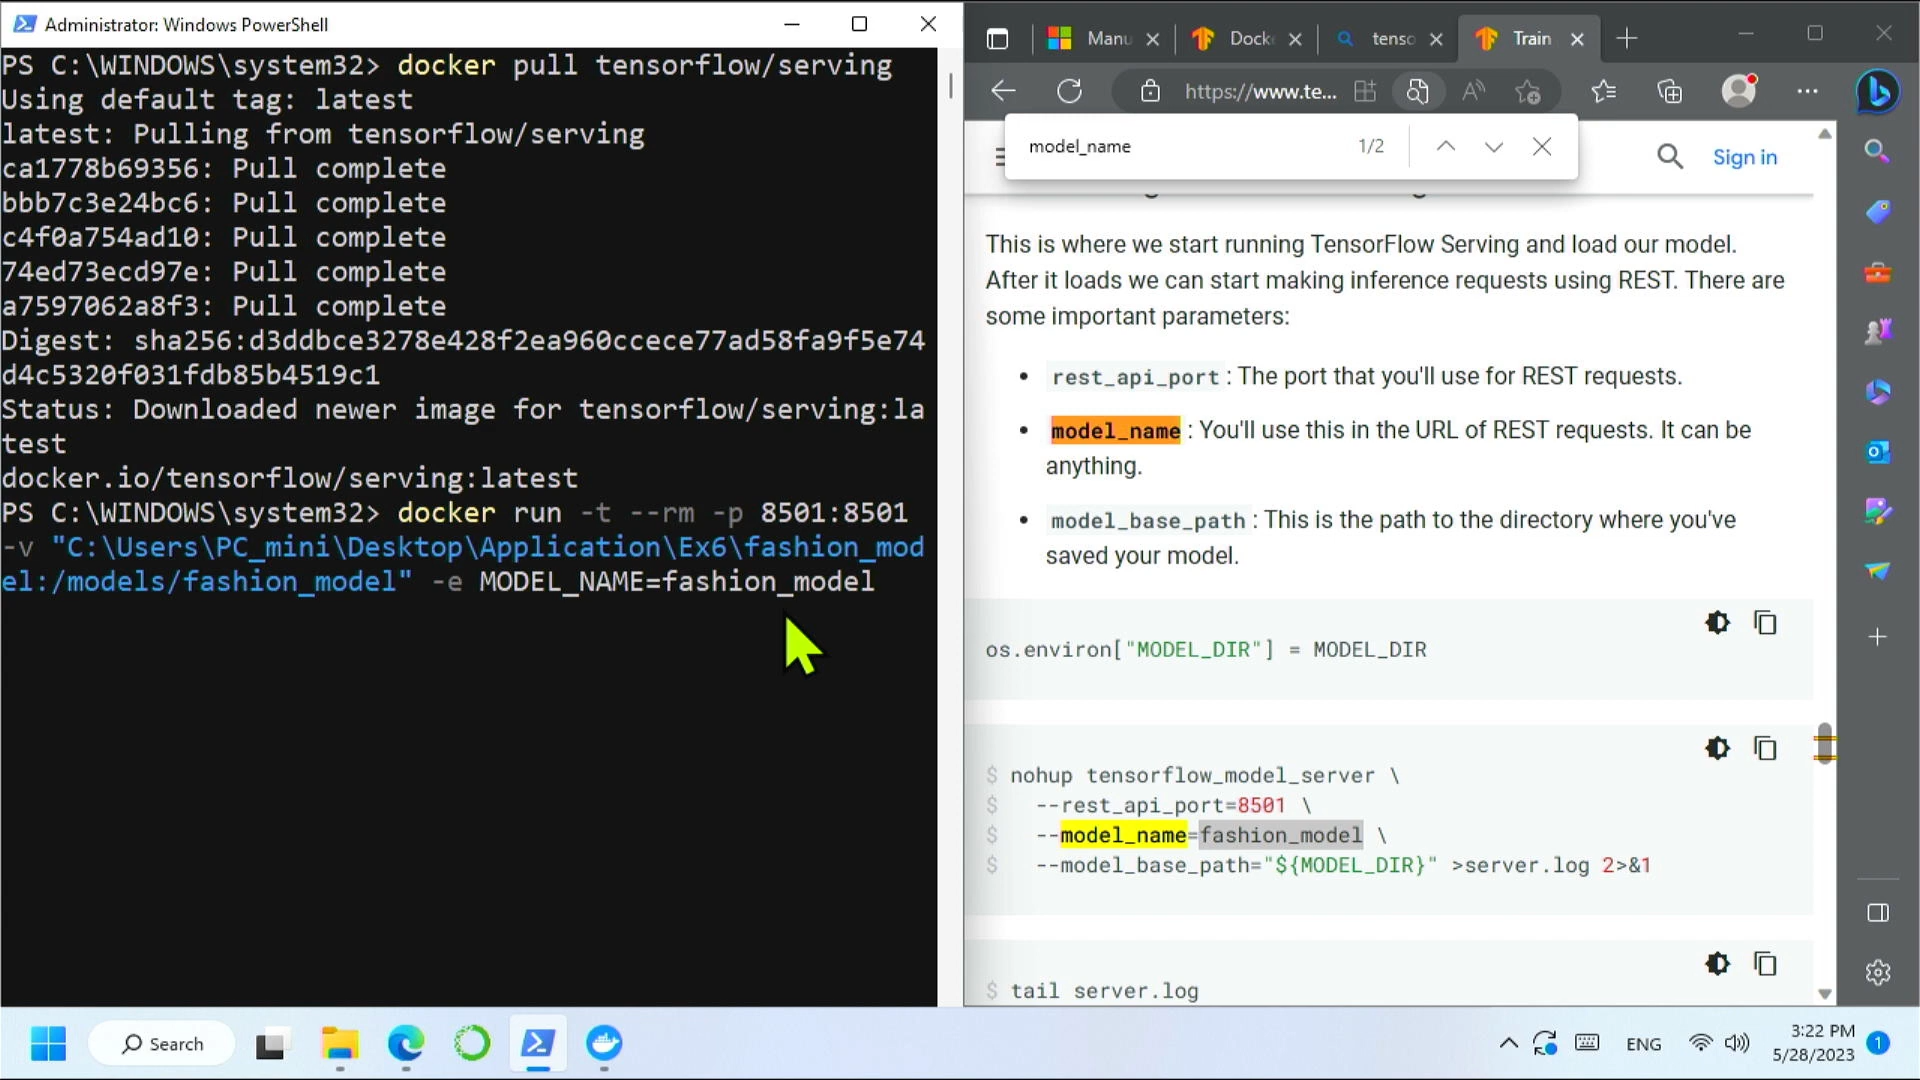 Administrator: Windows PowerShell
PS C:\WINDOWS\system32> docker pull tensorflow/serving
Using default tag: latest
latest: Pulling from tensorflow/serving
ca1778b69356: Pull complete
bbb7c3e24bc6: Pull complete
c4f0a754ad10: Pull complete
74ed73ecd97e: Pull complete
a7597062a8f3: Pull complete
Digest: sha256:d3ddbce3278e428f2ea960ccece77ad58fa9f5e74
d4c5320f031fdb85b4519c1
Status: Downloaded newer image for tensorflow/serving:la
test
docker.io/tensorflow/serving:latest
PS C:\WINDOWS\system32> docker run -t --rm -p 8501:8501
-v "C:\Users\PC_mini\Desktop\Application\Ex6\fashion_mod
el:/models/fashion_model" -e MODEL_NAME=fashion_model
Manu
Docke
tenso
Train
https://www.te...
model_name 1/2
Sign in
This is where we start running TensorFlow Serving and load our model.
After it loads we can start making inference requests using REST. There are
some important parameters:
• rest_api_port : The port that you'll use for REST requests.
• model_name : You'll use this in the URL of REST requests. It can be
anything.
• model_base_path : This is the path to the directory where you've
saved your model.
os.environ["MODEL_DIR"] = MODEL_DIR
$ nohup tensorflow_model_server \
$ --rest_api_port=8501 \
$ --model_name=fashion_model \
$ --model_base_path="${MODEL_DIR}" >server.log 2>&1
$ tail server.log
Search
ENG
3:22 PM
5/28/2023
1